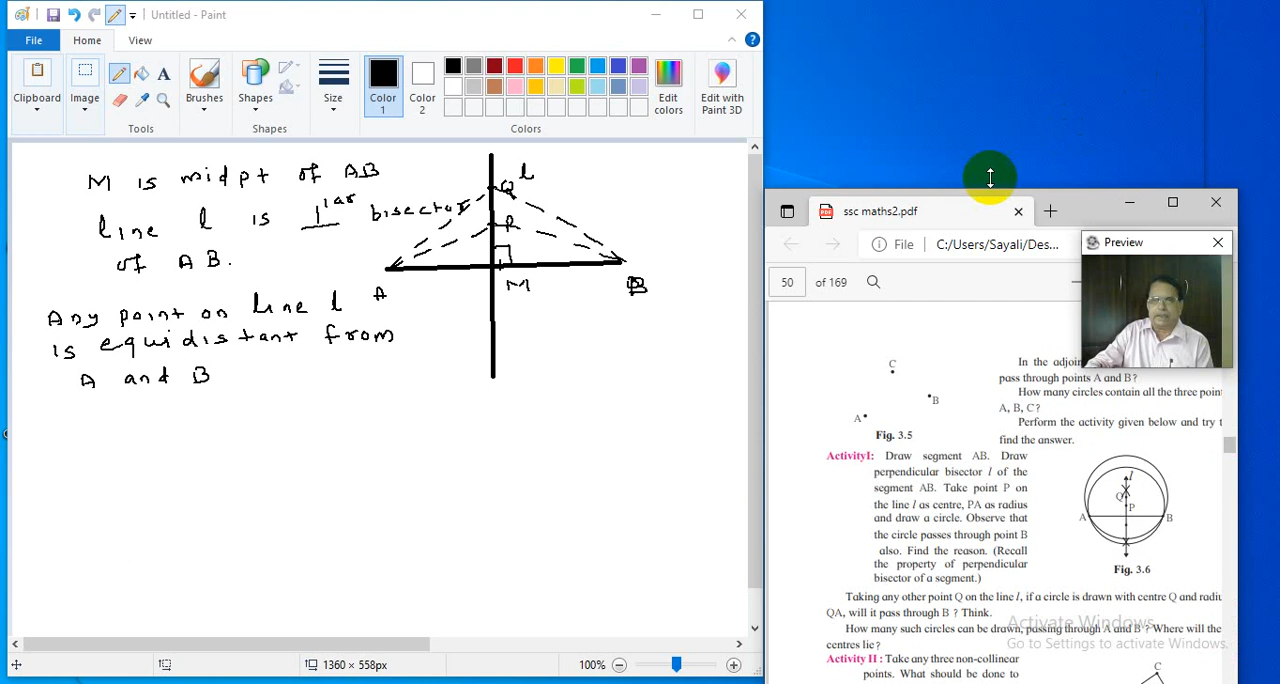 Untitled - Paint
File
Home
View
Clipboard
Image
Tools
Brushes
Shapes
Shapes
Size
Color 1
Color 2
Edit colors
Edit with Paint 3D
Colors
M is midpt of AB
line l is ⊥lar bisector
of AB.
Any point on line l
is equidistant from
A and B
l
Q
P
A
M
B
100%
1360 × 558px
ssc maths2.pdf
File
C:/Users/Sayali/Des...
50
of 169
Preview
C
B
A
Fig. 3.5
In the adjoi
pass through points A and B?
How many circles contain all the three point
A, B, C?
Perform the activity given below and try t
find the answer.
ActivityI: Draw segment AB. Draw
perpendicular bisector l of the
segment AB. Take point P on
the line l as centre, PA as radius
and draw a circle. Observe that
the circle passes through point B
also. Find the reason. (Recall
the property of perpendicular
bisector of a segment.)
l
Q
P
A
B
Fig. 3.6
Taking any other point Q on the line l, if a circle is drawn with centre Q and radiu
QA, will it pass through B ? Think.
How many such circles can be drawn, passing through A and B ? Where will the
centres lie?
Activity II : Take any three non-collinear
points. What should be done to
C
Activate Windows
Go to Settings to activate Windows.